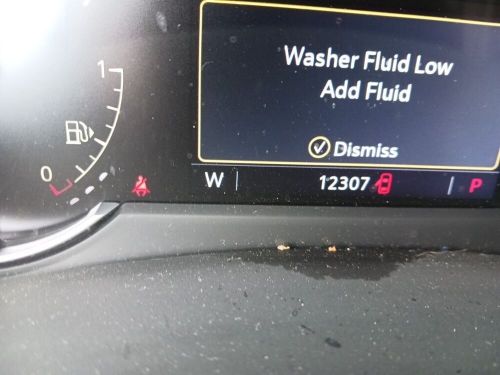 Washer Fluid Low
Add Fluid
Dismiss
1
0
W 12307 P